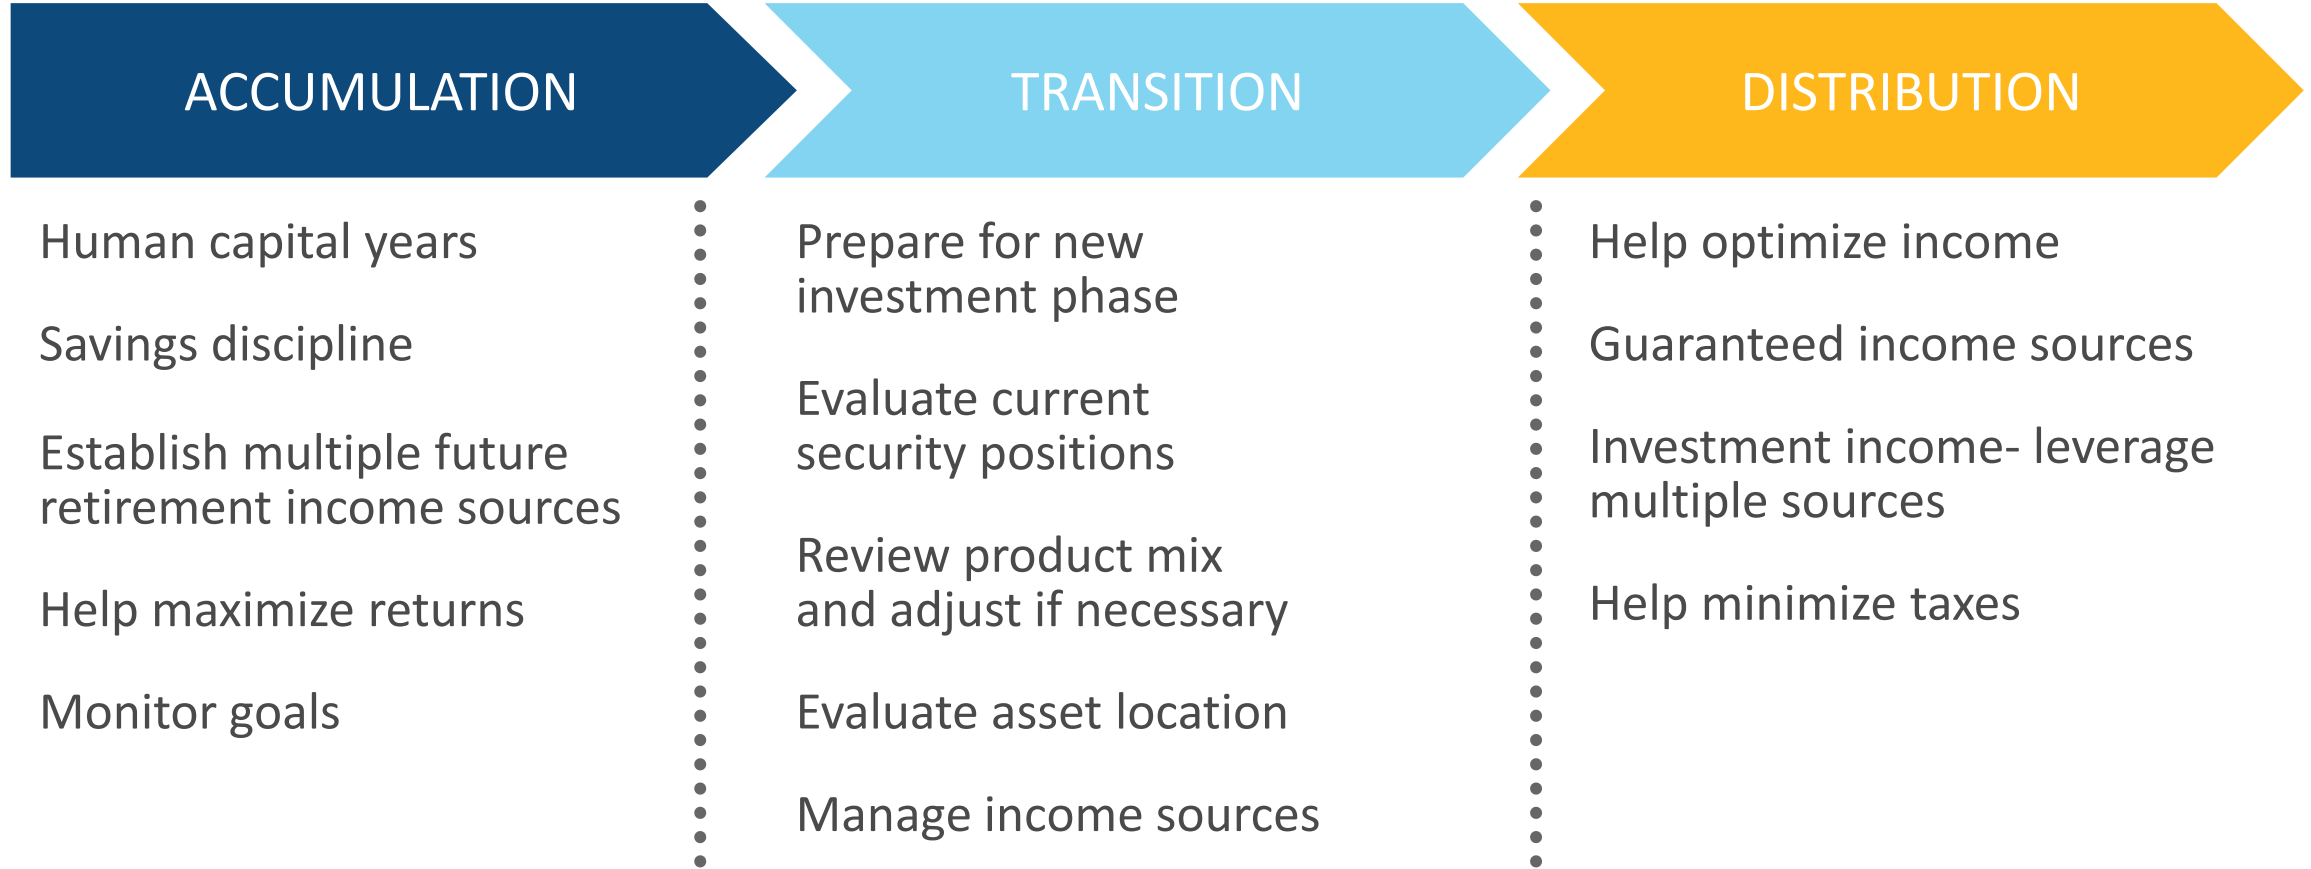 ACCUMULATION
Human capital years
Savings discipline
Establish multiple future
retirement income sources
Help maximize returns
Monitor goals
TRANSITION
Prepare for new
investment phase
Evaluate current
security positions
Review product mix
and adjust if necessary
Evaluate asset location
Manage income sources
DISTRIBUTION
Help optimize income
Guaranteed income sources
Investment income- leverage
multiple sources
Help minimize taxes